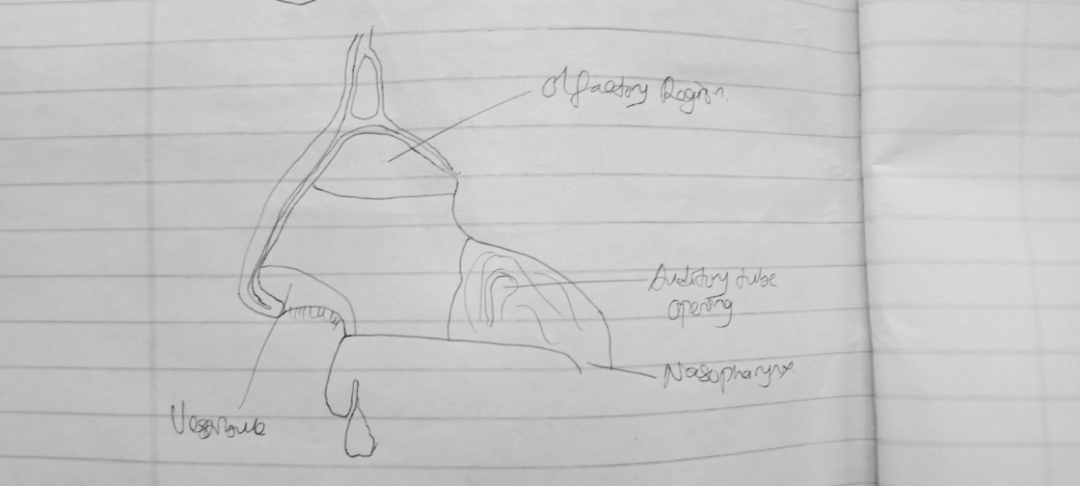 Olfactory Region.
Auditory tube
opening
Nasopharynx
Vestibule